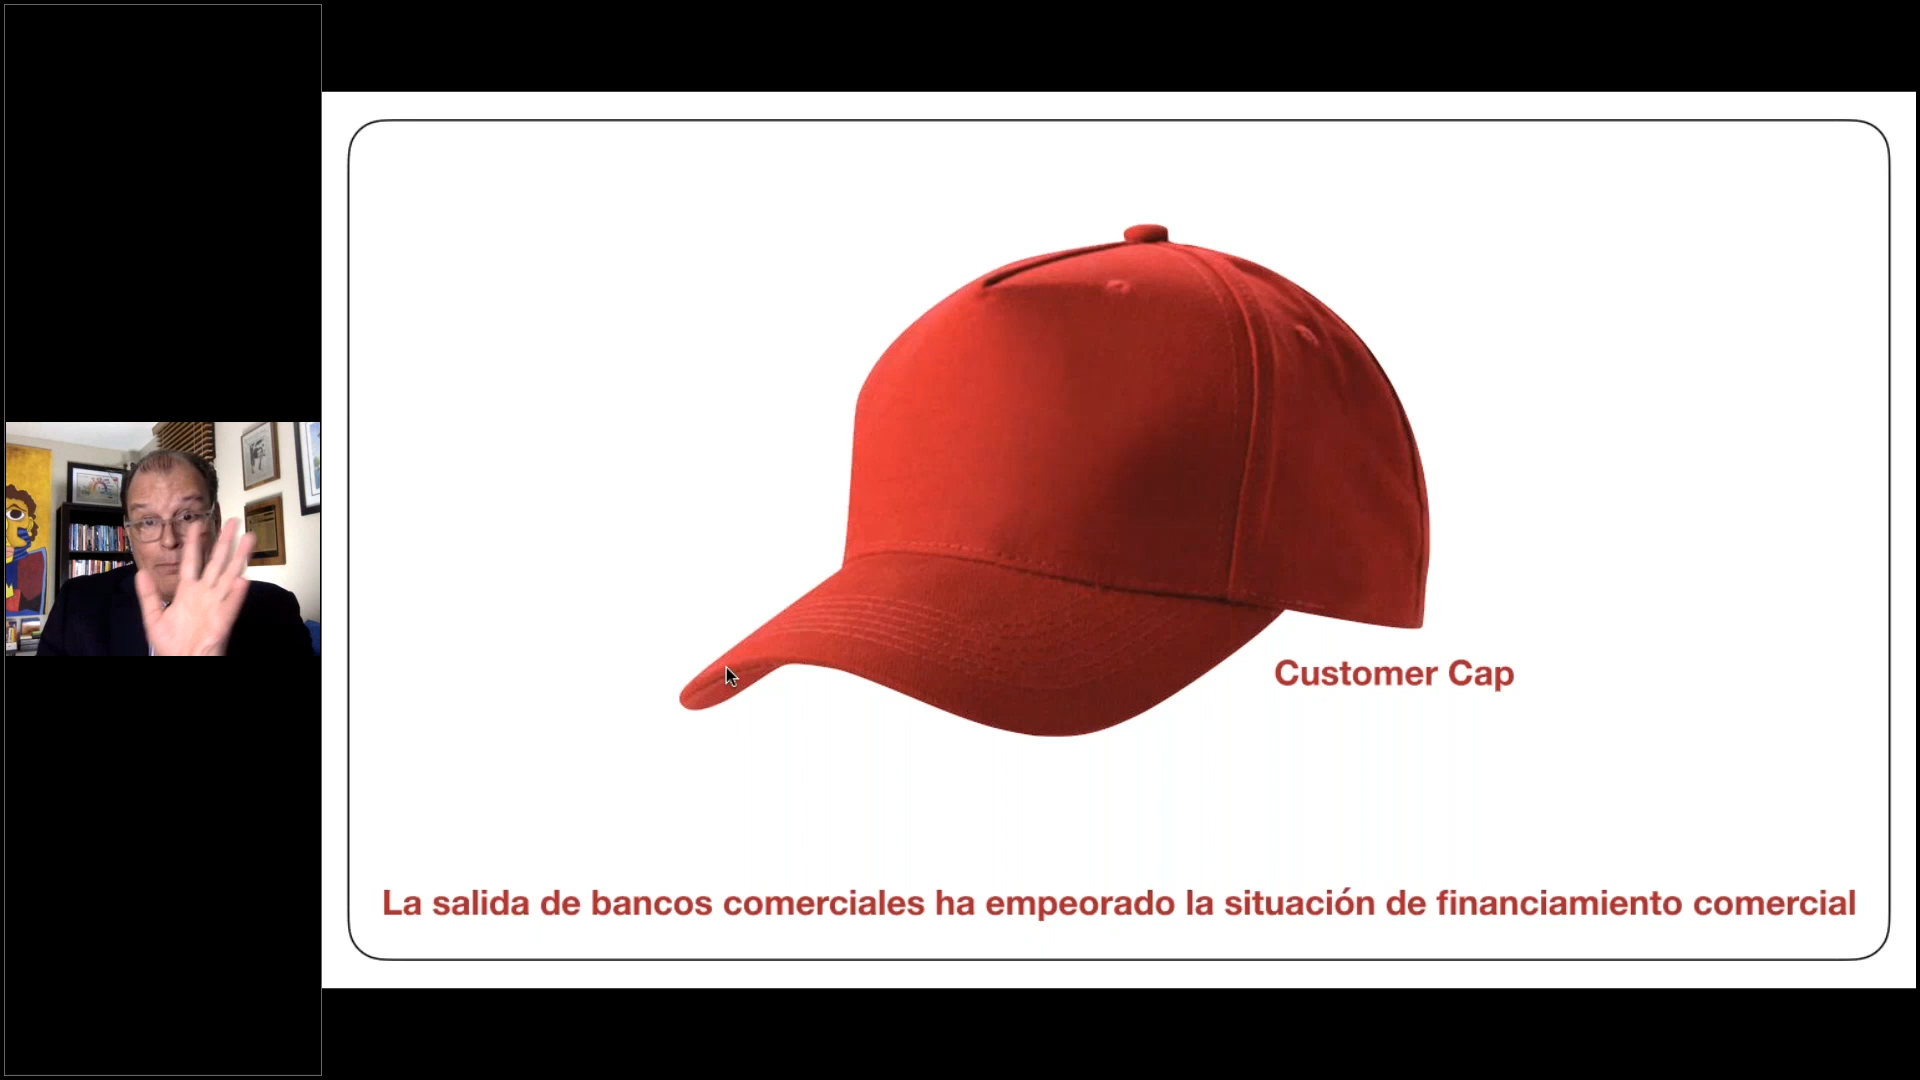 Customer Cap
La salida de bancos comerciales ha empeorado la situación de financiamiento comercial